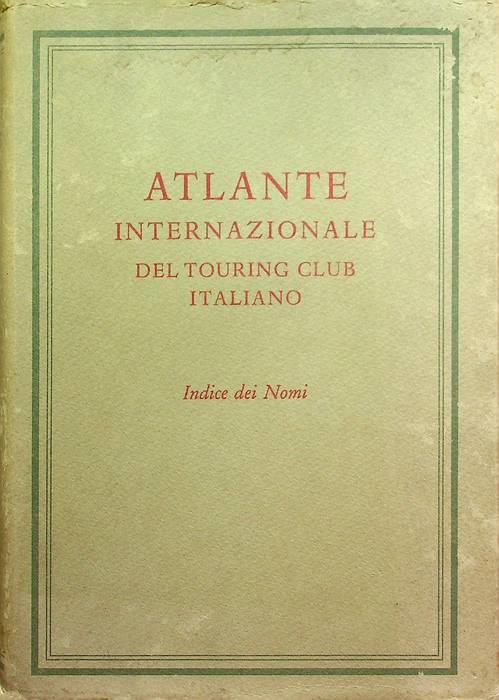 ATLANTE
INTERNAZIONALE
DEL TOURING CLUB
ITALIANO
Indice dei Nomi